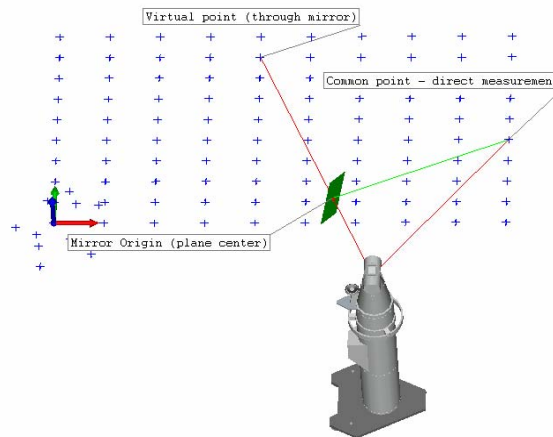 Virtual point (through mirror)
Common point - direct measuremen
Mirror Origin (plane center)